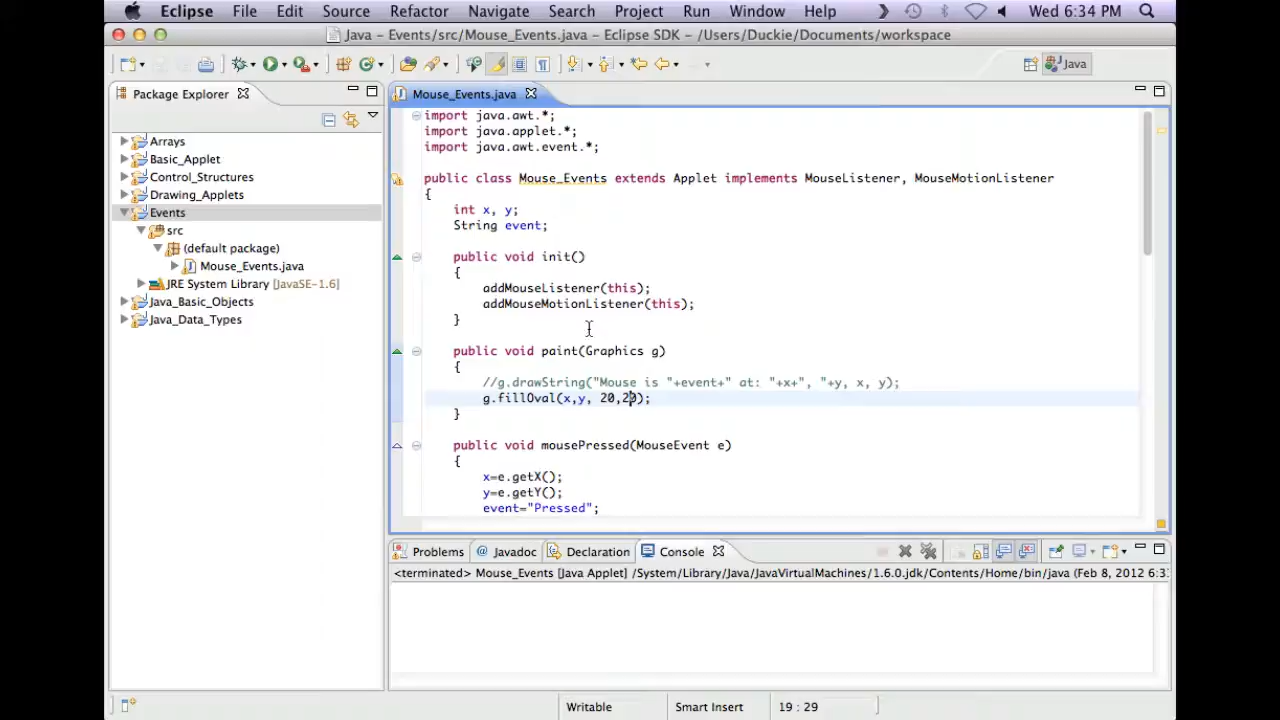 Eclipse File Edit Source Refactor Navigate Search Project Run Window Help Wed 6:34 PM
Java – Events/src/Mouse_Events.java – Eclipse SDK – /Users/Duckie/Documents/workspace
Java
Package Explorer
Arrays
Basic_Applet
Control_Structures
Drawing_Applets
Events
src
(default package)
Mouse_Events.java
JRE System Library [JavaSE-1.6]
Java_Basic_Objects
Java_Data_Types
Mouse_Events.java
import java.awt.*;
import java.applet.*;
import java.awt.event.*;
public class Mouse_Events extends Applet implements MouseListener, MouseMotionListener
{
int x, y;
String event;
public void init()
{
addMouseListener(this);
addMouseMotionListener(this);
}
public void paint(Graphics g)
{
//g.drawString("Mouse is "+event+" at: "+x+", "+y, x, y);
g.fillOval(x,y, 20,20);
}
public void mousePressed(MouseEvent e)
{
x=e.getX();
y=e.getY();
event="Pressed";
Problems Javadoc Declaration Console
<terminated> Mouse_Events [Java Applet] /System/Library/Java/JavaVirtualMachines/1.6.0.jdk/Contents/Home/bin/java (Feb 8, 2012 6:3
Writable Smart Insert 19 : 29